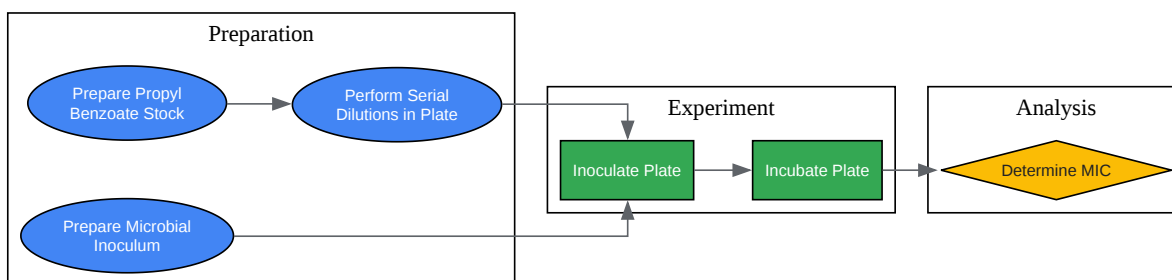 Preparation
Prepare Propyl
Benzoate Stock
Perform Serial
Dilutions in Plate
Prepare Microbial
Inoculum
Experiment
Inoculate Plate
Incubate Plate
Analysis
Determine MIC